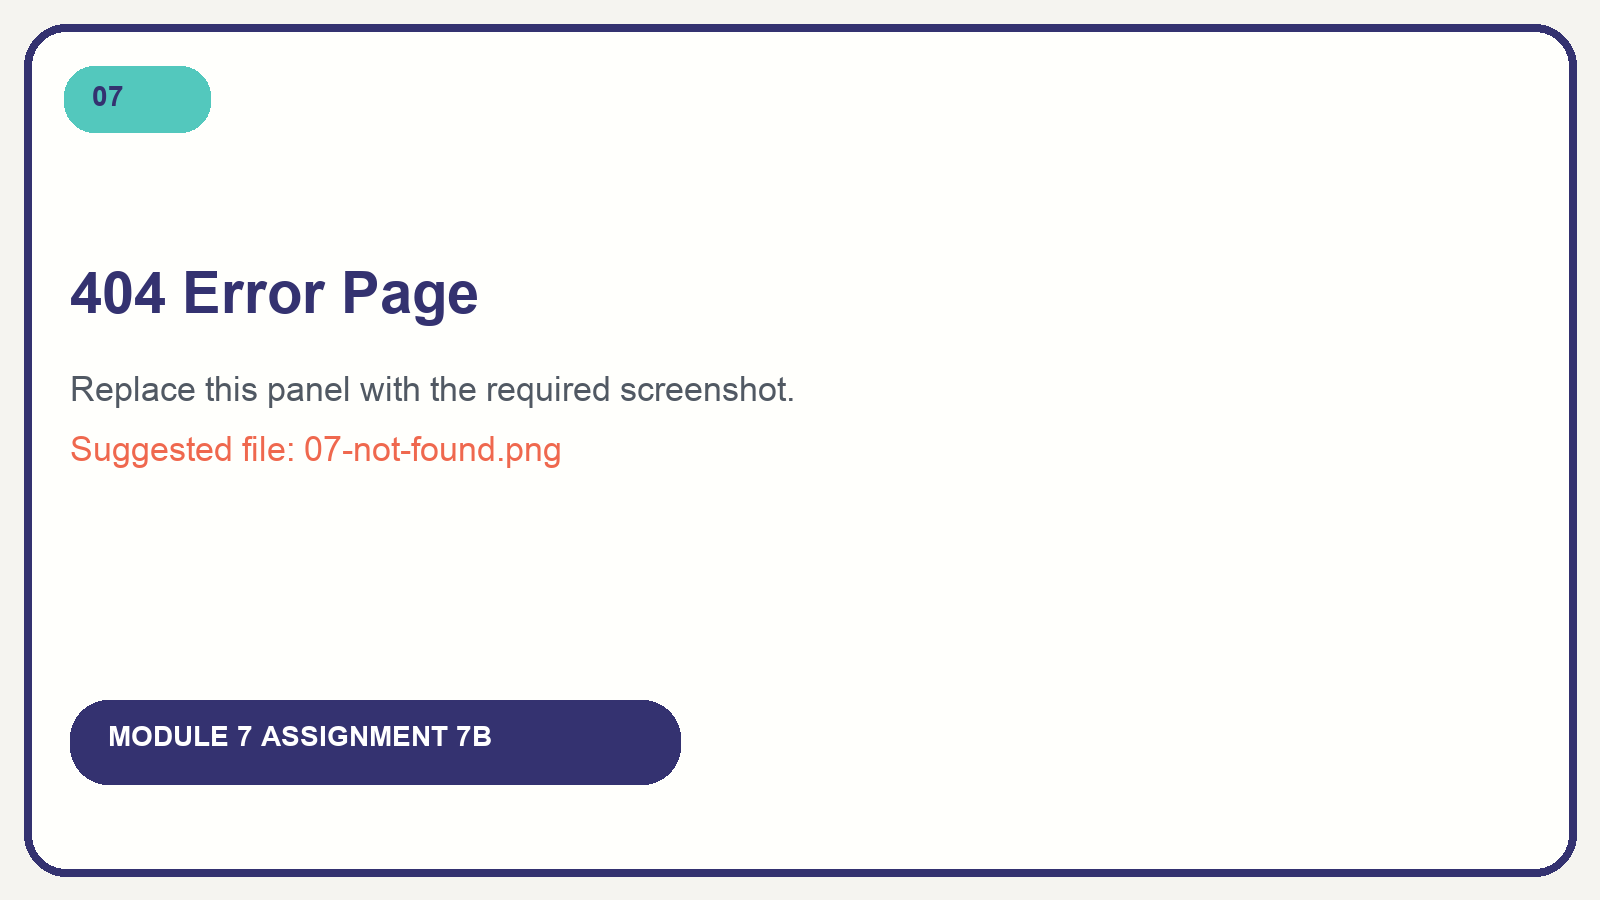 07
404 Error Page
Replace this panel with the required screenshot.
Suggested file: 07-not-found.png
MODULE 7 ASSIGNMENT 7B